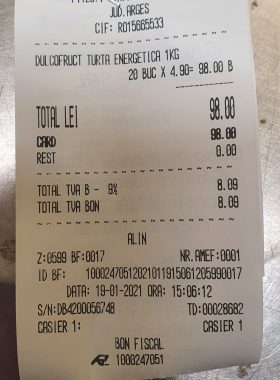 JUD.ARGES
CIF: RO15665533
DULCOFRUCT TURTA ENERGETICA 1KG
20 BUC X 4.90= 98.00 B
TOTAL LEI 98.00
CARD 98.00
REST 0.00
TOTAL TVA B - 9% 8.09
TOTAL TVA BON 8.09
ALIN
Z:0599 BF:0017 NR.AMEF:0001
ID BF: 10002470512021011915061205990017
DATA: 19-01-2021 ORA: 15:06:12
S/N:DB4200056748 TD:00028682
CASIER 1: CASIER 1
BON FISCAL
1000247051